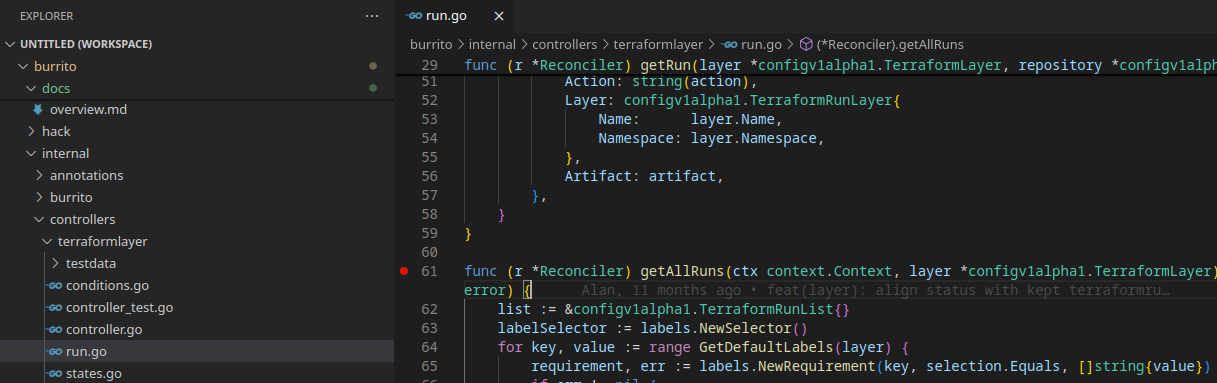 EXPLORER
UNTITLED (WORKSPACE)
burrito
docs
overview.md
hack
internal
annotations
burrito
controllers
terraformlayer
testdata
conditions.go
controller_test.go
controller.go
run.go
states.go
run.go
burrito > internal > controllers > terraformlayer > run.go > (*Reconciler).getAllRuns
29 func (r *Reconciler) getRun(layer *configv1alpha1.TerraformLayer, repository *configv1alph
51 Action: string(action),
52 Layer: configv1alpha1.TerraformRunLayer{
53 Name: layer.Name,
54 Namespace: layer.Namespace,
55 },
56 Artifact: artifact,
57 },
58 }
59 }
60
61 func (r *Reconciler) getAllRuns(ctx context.Context, layer *configv1alpha1.TerraformLayer)
error) { Alan, 11 months ago • feat(layer): align status with kept terraformru…
62 list := &configv1alpha1.TerraformRunList{}
63 labelSelector := labels.NewSelector()
64 for key, value := range GetDefaultLabels(layer) {
65 requirement, err := labels.NewRequirement(key, selection.Equals, []string{value})